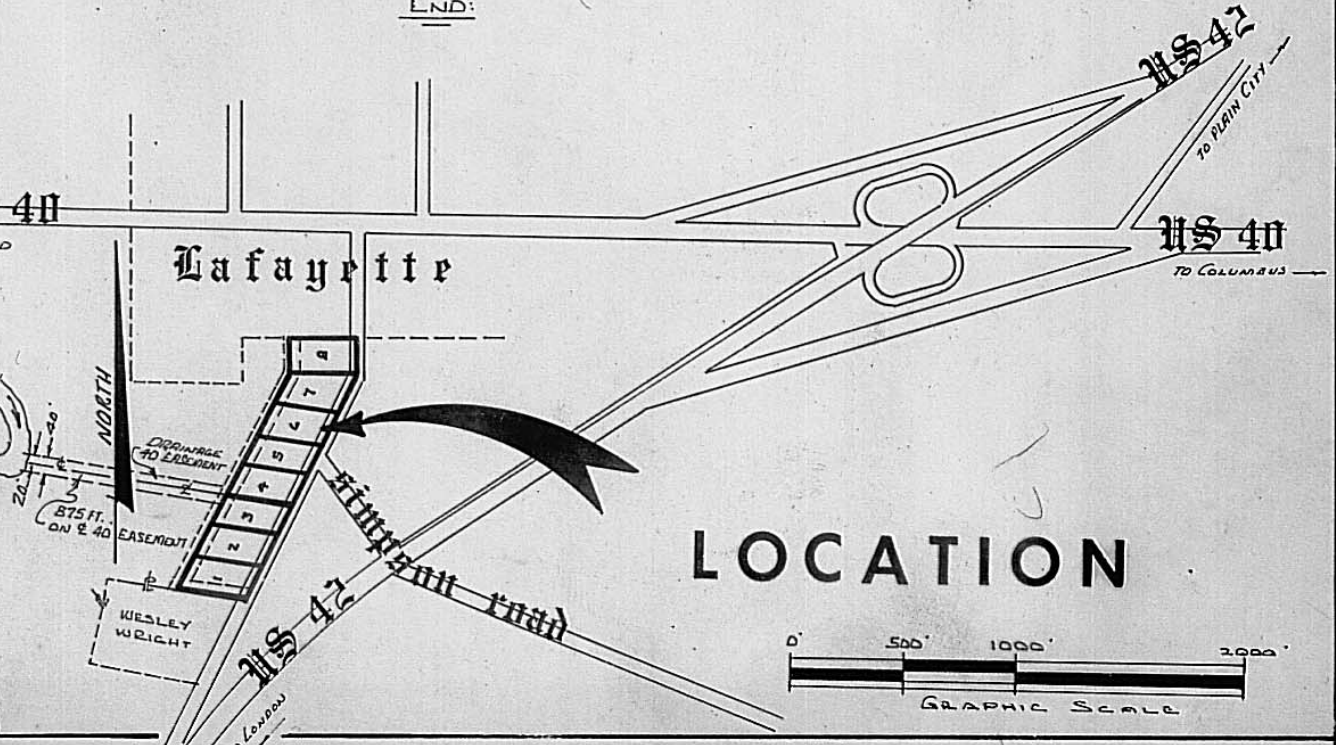 END:
US 42
TO PLAIN CITY
40
US 40
Lafayette
TO COLUMBUS
8
7
6
5
4
3
2
1
NORTH
40'
20'
DRAINAGE
40 EASEMENT
875 FT.
ON ℄ 40 EASEMENT
simpson road
LOCATION
WESLEY
WRIGHT
US 42
LONDON
0' 500' 1000' 2000'
GRAPHIC SCALE